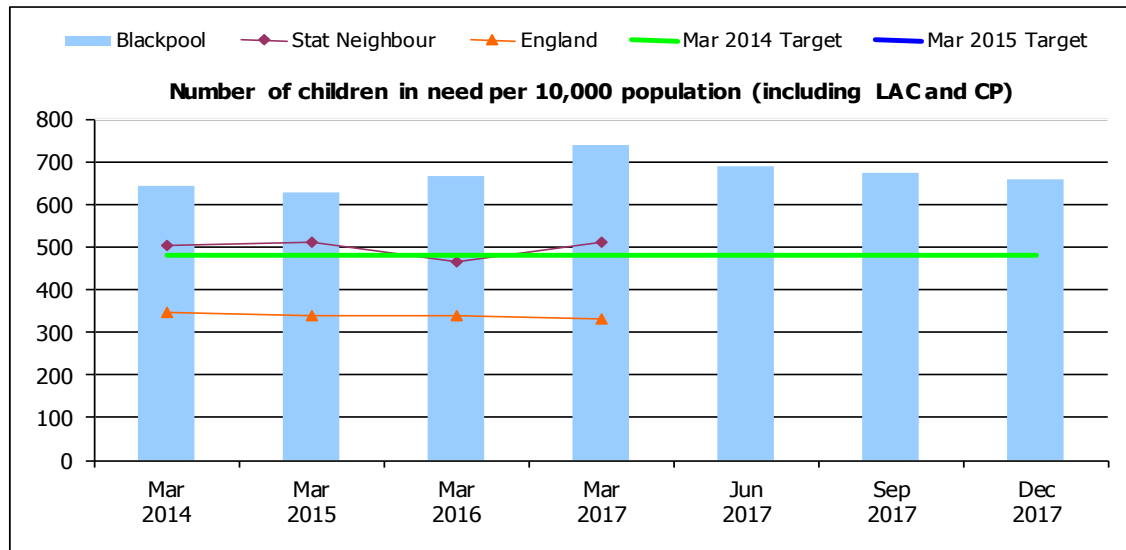 Blackpool Stat Neighbour England Mar 2014 Target Mar 2015 Target
Number of children in need per 10,000 population (including LAC and CP)
800
700
600
500
400
300
200
100
0
Mar Mar Mar Mar Jun Sep Dec
2014 2015 2016 2017 2017 2017 2017